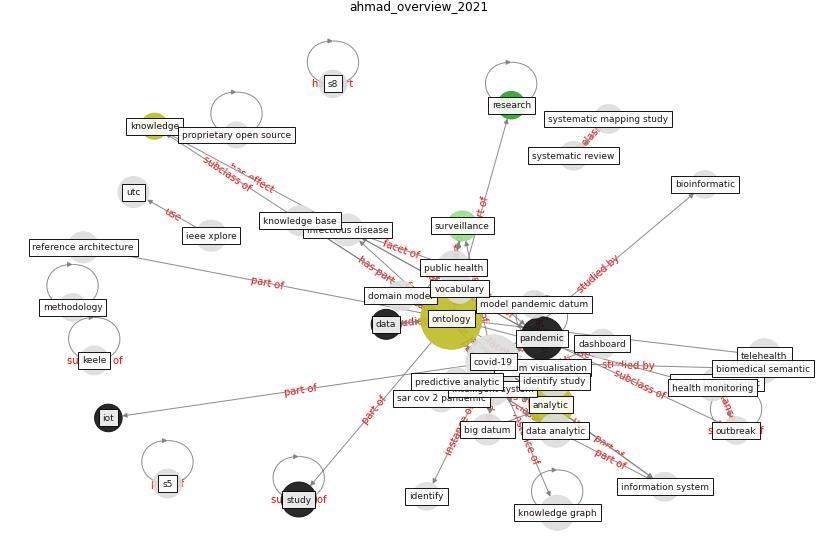 ahmad_overview_2021
s8
research
systematic mapping study
knowledge
proprietary open source
systematic review
has effect
subclass of
bioinformatic
utc
use
knowledge base
surveillance
infectious disease
ieee xplore
reference architecture
facet of
public health
has part
studied by
part of
vocabulary
domain model
methodology
model pandemic datum
ontology
data
pandemic
dashboard
keele
telehealth
covid-19
studied by
biomedical semantic
predictive analytic
identify study
subclass of
health monitoring
part of
sar cov 2 pandemic
analytic
iot
part of
big datum
data analytic
outbreak
instance of
part of
part of
s5
information system
study
identify
knowledge graph